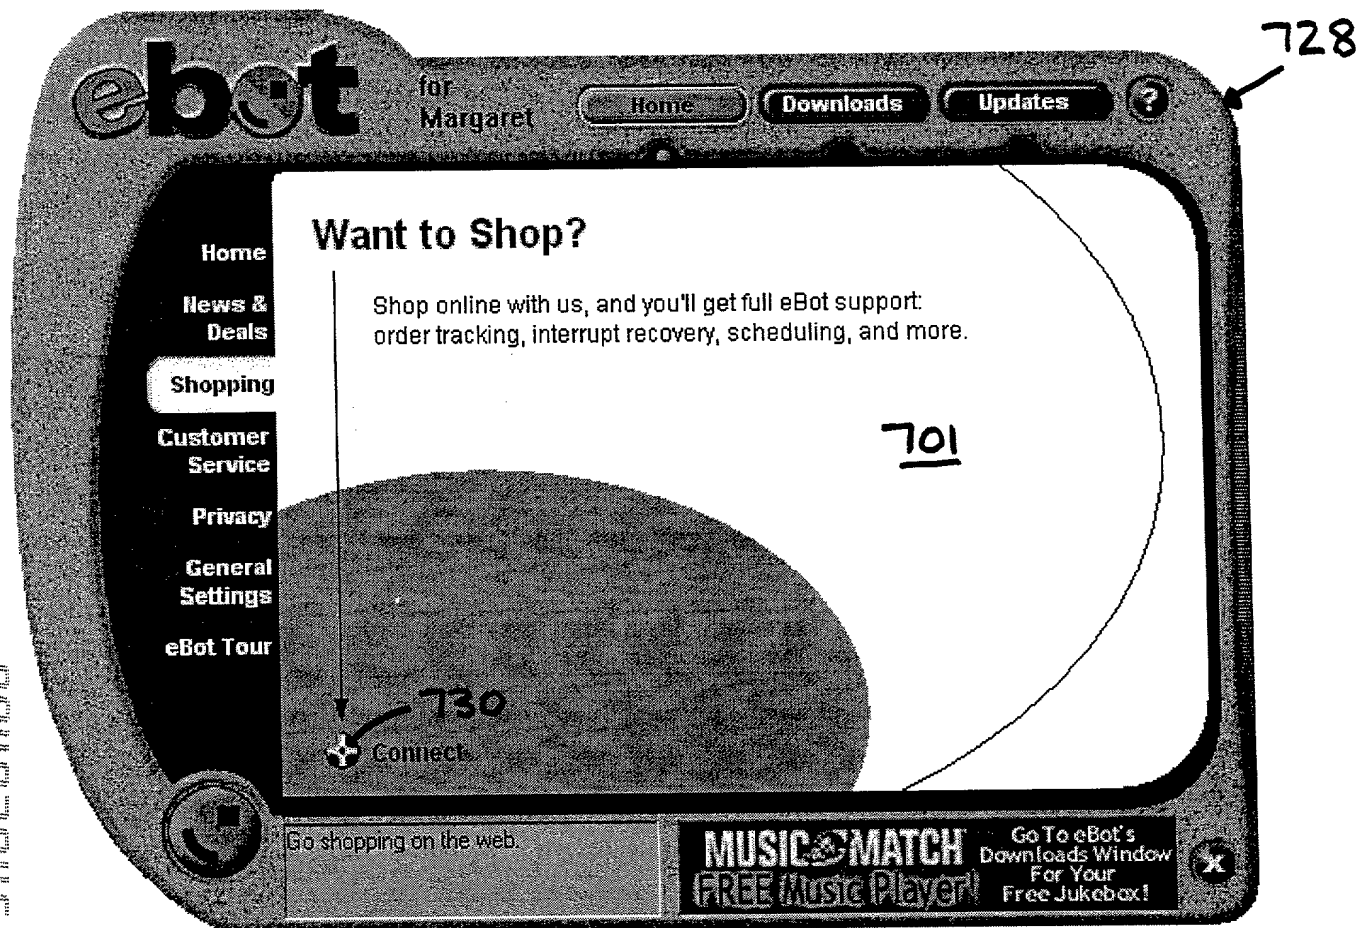 728
ebot
for
Margaret
Home
Downloads
Updates
?
Want to Shop?
Home
Shop online with us, and you'll get full eBot support:
order tracking, interrupt recovery, scheduling, and more.
News &
Deals
Shopping
Customer
Service
701
Privacy
General
Settings
eBot Tour
730
Connect
Go shopping on the web.
MUSICMATCH
FREE Music Player!
Go To eBot's
Downloads Window
For Your
Free Jukebox!
X